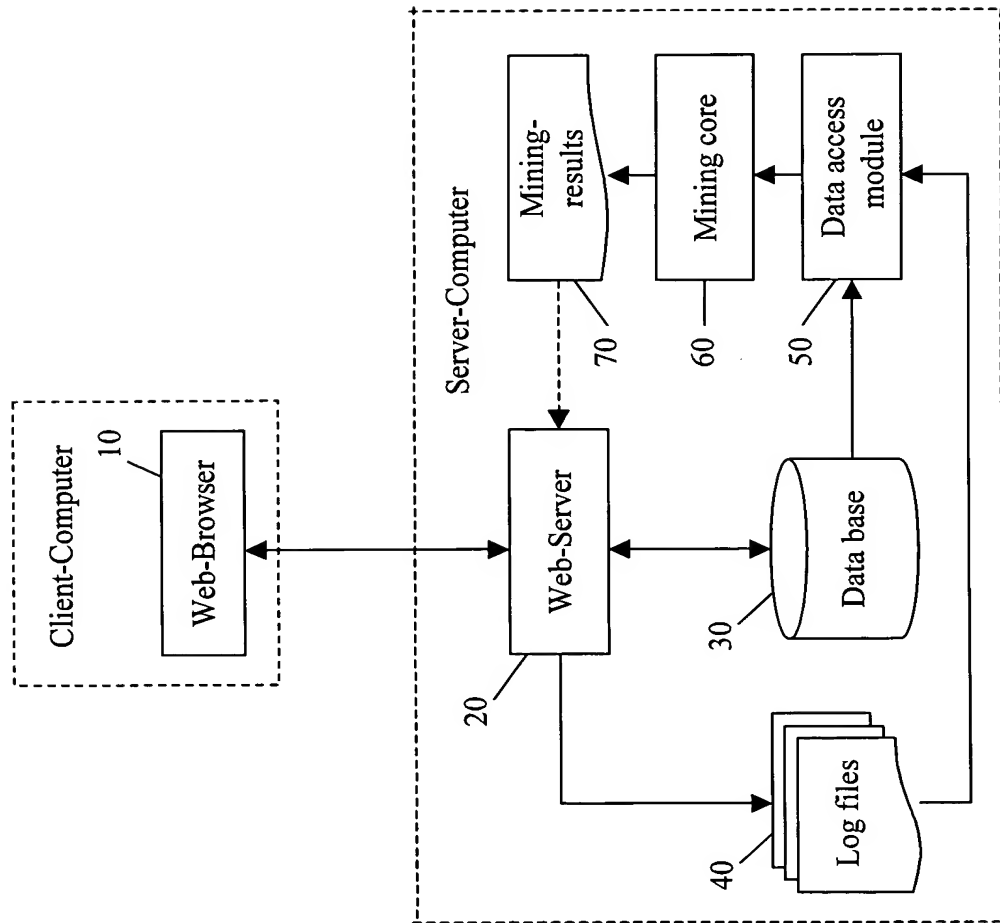 Client-Computer
10
Web-Browser
Server-Computer
20
Web-Server
Mining-
results
70
Mining core
60
Data access
module
50
30
Data base
40
Log files